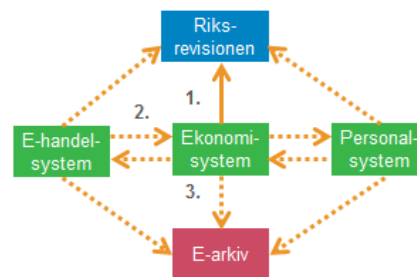 Riks-
revisionen
1.
2.
E-handel-
system
Ekonomi-
system
Personal-
system
3.
E-arkiv